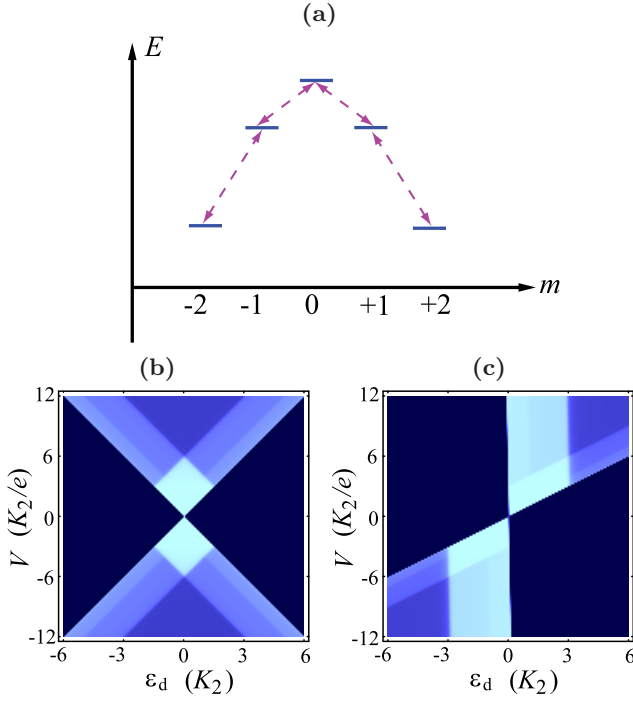 (a)
E
-2 -1 0 +1 +2 m
(b) (c)
12 12
6 6
V (K₂/e) 0 V (K₂/e) 0
-6 -6
-12 -12
-6 -3 0 3 6 -6 -3 0 3 6
ε_d (K₂) ε_d (K₂)